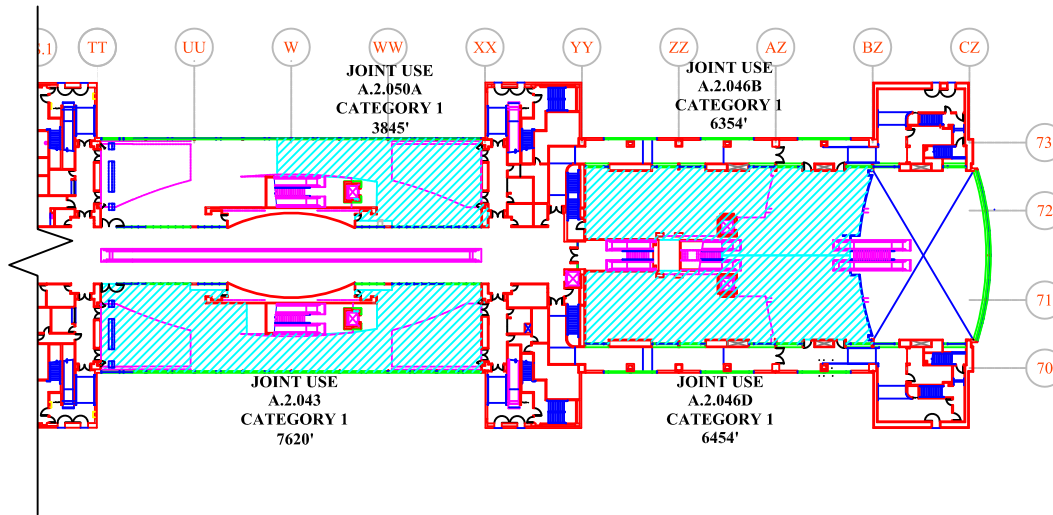 .1 TT UU W WW XX YY ZZ AZ BZ CZ
JOINT USE
A.2.050A
CATEGORY 1
3845'
JOINT USE
A.2.046B
CATEGORY 1
6354'
73
72
71
70
JOINT USE
A.2.043
CATEGORY 1
7620'
JOINT USE
A.2.046D
CATEGORY 1
6454'